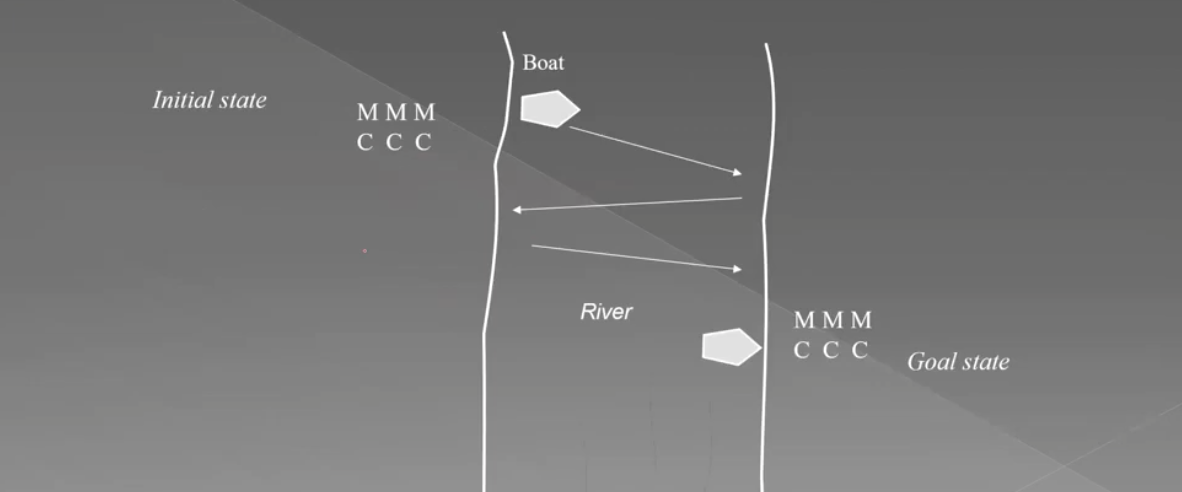 Boat
Initial state
M M M
C C C
River
M M M
C C C
Goal state